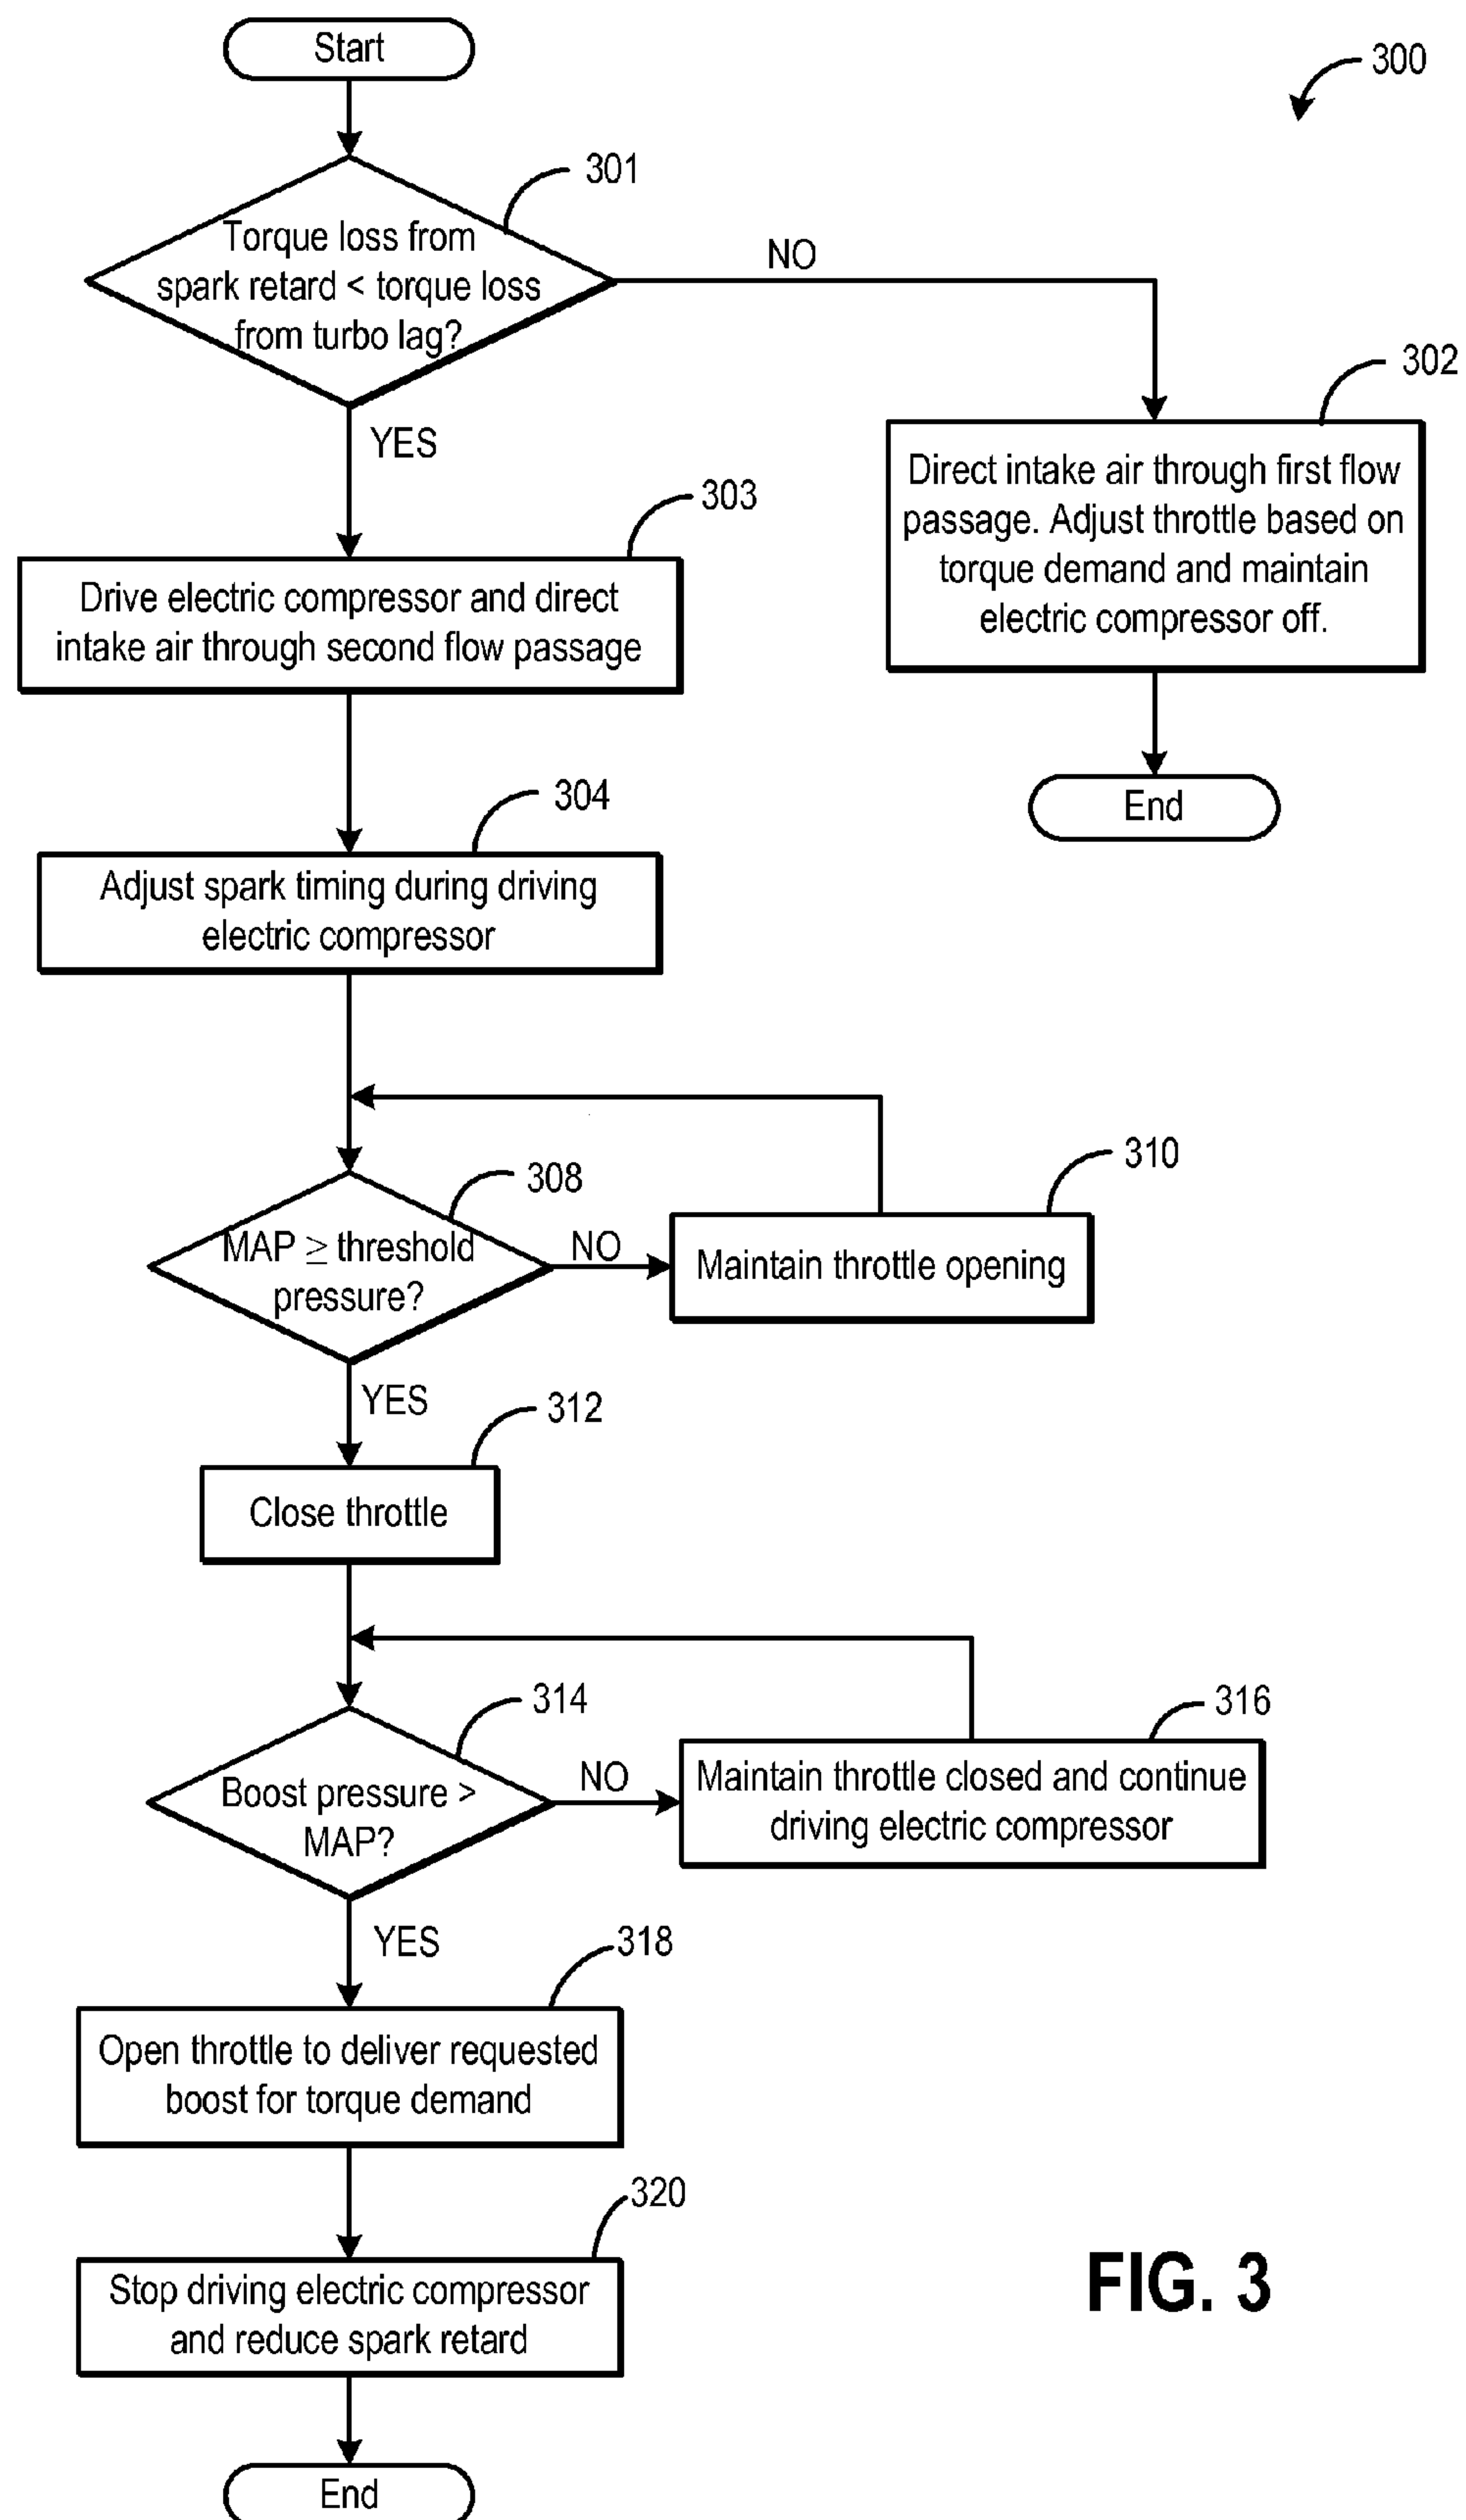 Start
300
301
Torque loss from
spark retard < torque loss
from turbo lag?
NO
YES
302
Direct intake air through first flow
passage. Adjust throttle based on
torque demand and maintain
electric compressor off.
End
303
Drive electric compressor and direct
intake air through second flow passage
304
Adjust spark timing during driving
electric compressor
308
MAP ≥ threshold
pressure?
NO
310
Maintain throttle opening
YES
312
Close throttle
314
Boost pressure >
MAP?
NO
316
Maintain throttle closed and continue
driving electric compressor
YES
318
Open throttle to deliver requested
boost for torque demand
320
Stop driving electric compressor
and reduce spark retard
End
FIG. 3